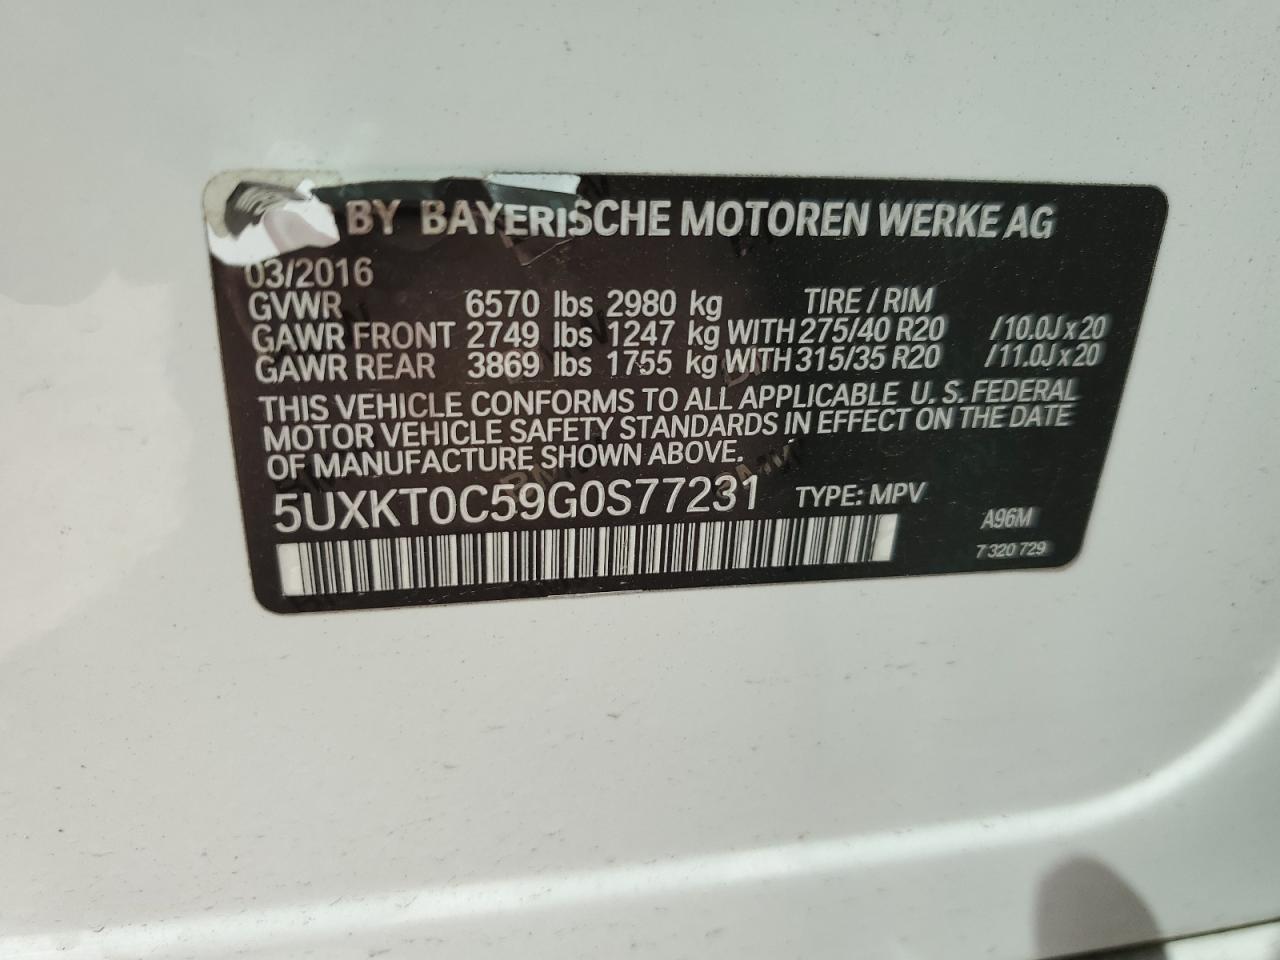 BY BAYERISCHE MOTOREN WERKE AG
03/2016
GVWR 6570 lbs 2980 kg TIRE / RIM
GAWR FRONT 2749 lbs 1247 kg WITH 275/40 R20 / 10.0J x 20
GAWR REAR 3869 lbs 1755 kg WITH 315/35 R20 / 11.0J x 20
THIS VEHICLE CONFORMS TO ALL APPLICABLE U. S. FEDERAL
MOTOR VEHICLE SAFETY STANDARDS IN EFFECT ON THE DATE
OF MANUFACTURE SHOWN ABOVE.
5UXKT0C59G0S77231 TYPE: MPV
A96M
7 320 729